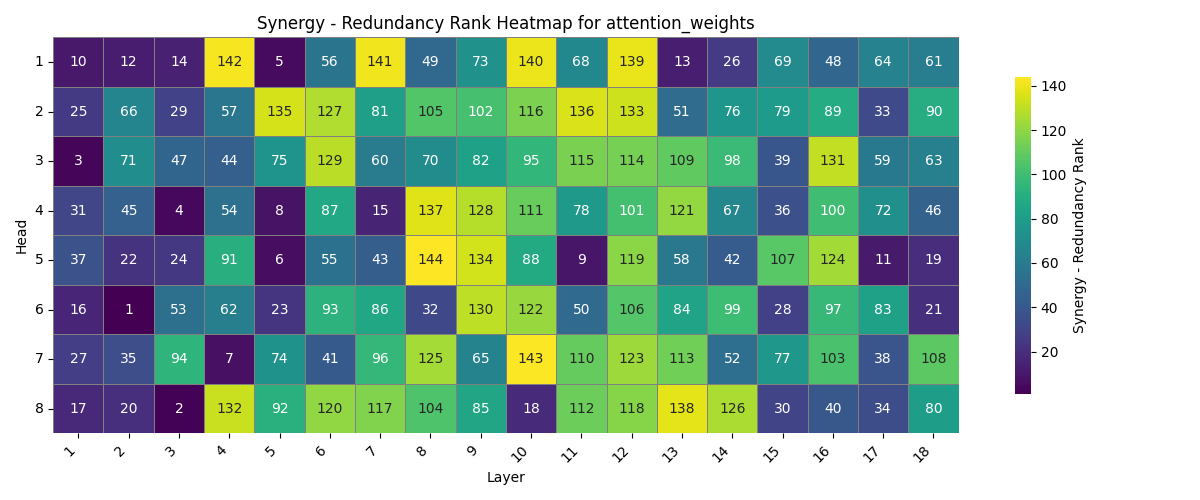 Synergy - Redundancy Rank Heatmap for attention_weights
1 10 12 14 142 5 56 141 49 73 140 68 139 13 26 69 48 64 61
2 25 66 29 57 135 127 81 105 102 116 136 133 51 76 79 89 33 90
3 3 71 47 44 75 129 60 70 82 95 115 114 109 98 39 131 59 63
4 31 45 4 54 8 87 15 137 128 111 78 101 121 67 36 100 72 46
5 37 22 24 91 6 55 43 144 134 88 9 119 58 42 107 124 11 19
6 16 1 53 62 23 93 86 32 130 122 50 106 84 99 28 97 83 21
7 27 35 94 7 74 41 96 125 65 143 110 123 113 52 77 103 38 108
8 17 20 2 132 92 120 117 104 85 18 112 118 138 126 30 40 34 80
1 2 3 4 5 6 7 8 9 10 11 12 13 14 15 16 17 18
Layer
Head
140
120
100
80
60
40
20
Synergy - Redundancy Rank